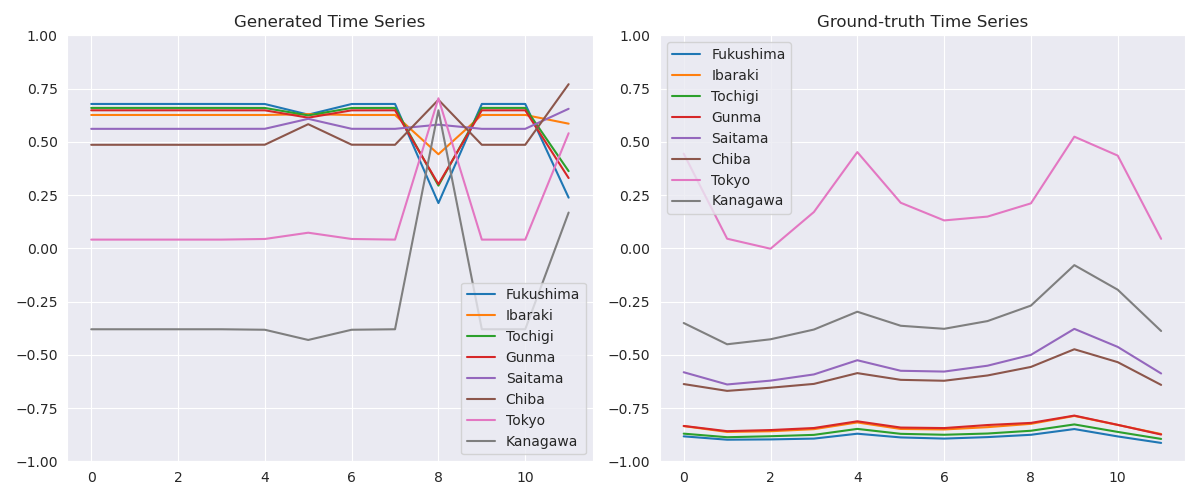 Generated Time Series
1.00
0.75
0.50
0.25
0.00
−0.25
−0.50
−0.75
−1.00
0 2 4 6 8 10
Fukushima
Ibaraki
Tochigi
Gunma
Saitama
Chiba
Tokyo
Kanagawa
Ground-truth Time Series
1.00
0.75
0.50
0.25
0.00
−0.25
−0.50
−0.75
−1.00
0 2 4 6 8 10
Fukushima
Ibaraki
Tochigi
Gunma
Saitama
Chiba
Tokyo
Kanagawa